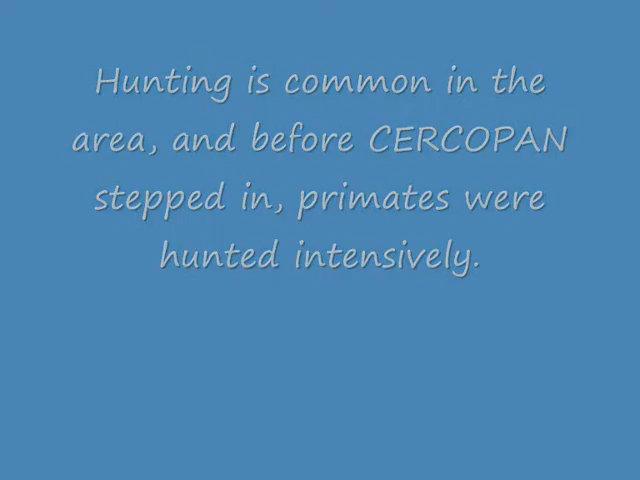 Hunting is common in the
area, and before CERCOPAN
stepped in, primates were
hunted intensively.